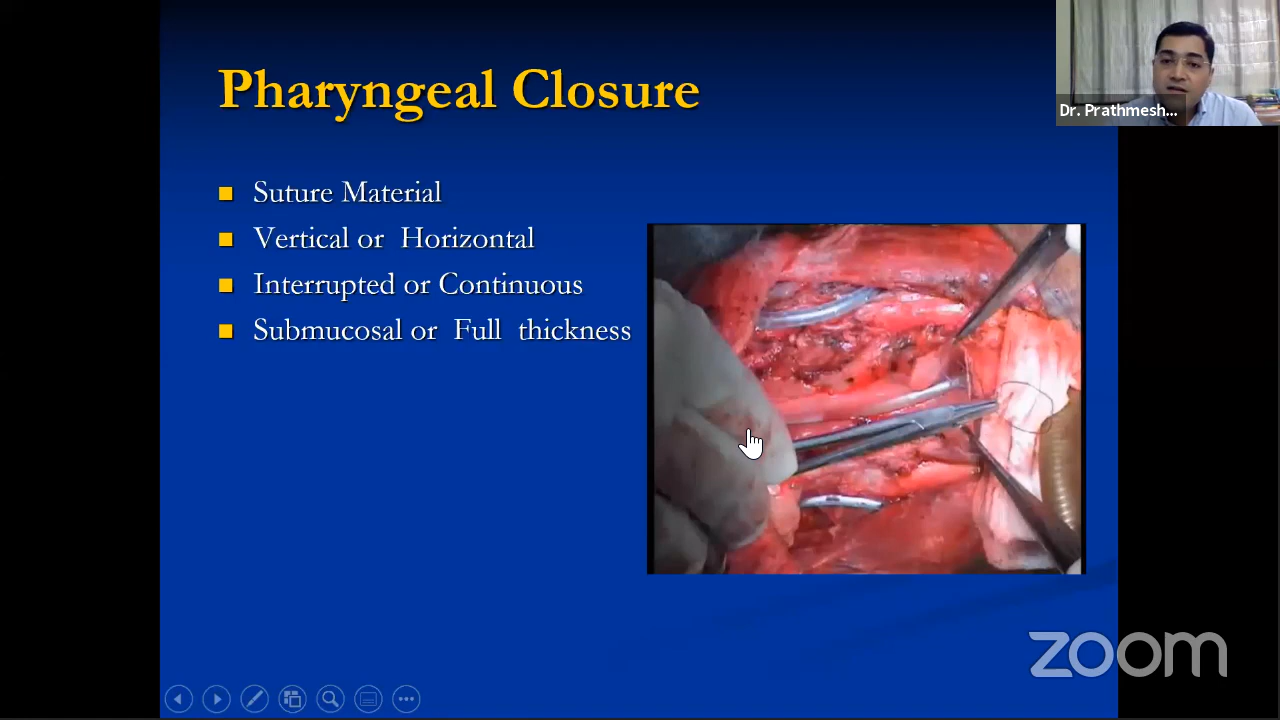 Pharyngeal Closure
Dr. Prathmesh...
Suture Material
Vertical or Horizontal
Interrupted or Continuous
Submucosal or Full thickness
zoom